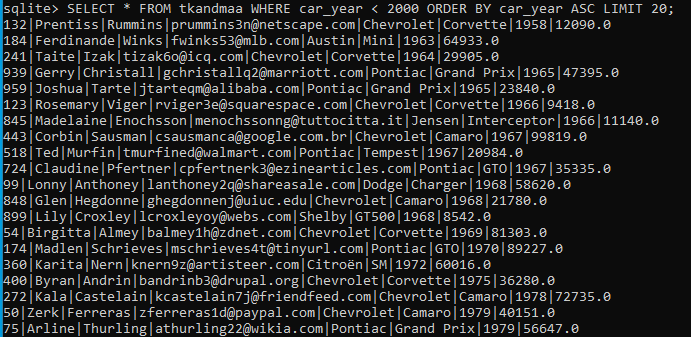 sqlite> SELECT * FROM tkandmaa WHERE car_year < 2000 ORDER BY car_year ASC LIMIT 20;
132|Prentiss|Rummins|prummins3n@netscape.com|Chevrolet|Corvette|1958|12090.0
184|Ferdinande|Winks|fwinks53@mlb.com|Austin|Mini|1963|64933.0
241|Taite|Izak|tizak6o@icq.com|Chevrolet|Corvette|1964|29905.0
939|Gerry|Christall|gchristallq2@marriott.com|Pontiac|Grand Prix|1965|47395.0
959|Joshua|Tarte|jtarteqm@alibaba.com|Pontiac|Grand Prix|1965|23840.0
123|Rosemary|Viger|rviger3e@squarespace.com|Chevrolet|Corvette|1966|9418.0
845|Madelaine|Enochsson|menochssonng@tuttocitta.it|Jensen|Interceptor|1966|11140.0
443|Corbin|Sausman|csausmanca@google.com.br|Chevrolet|Camaro|1967|99819.0
518|Ted|Murfin|tmurfined@walmart.com|Pontiac|Tempest|1967|20984.0
724|Claudine|Pfertner|cpfertnerk3@ezinearticles.com|Pontiac|GTO|1967|35335.0
99|Lonny|Anthoney|lanthoney2q@shareasale.com|Dodge|Charger|1968|58620.0
848|Glen|Hegdonne|ghegdonnenj@uiuc.edu|Chevrolet|Camaro|1968|21780.0
899|Lily|Croxley|lcroxleyoy@webs.com|Shelby|GT500|1968|8542.0
54|Birgitta|Almey|balmey1h@zdnet.com|Chevrolet|Corvette|1969|81303.0
174|Madlen|Schrieves|mschrieves4t@tinyurl.com|Pontiac|GTO|1970|89227.0
360|Karita|Nern|knern9z@artisteer.com|Citroën|SM|1972|60016.0
400|Byran|Andrin|bandrinb3@drupal.org|Chevrolet|Corvette|1975|36280.0
272|Kala|Castelain|kcastelain7j@friendfeed.com|Chevrolet|Camaro|1978|72735.0
50|Zerk|Ferreras|zferreras1d@paypal.com|Chevrolet|Camaro|1979|40151.0
75|Arline|Thurling|athurling22@wikia.com|Pontiac|Grand Prix|1979|56647.0